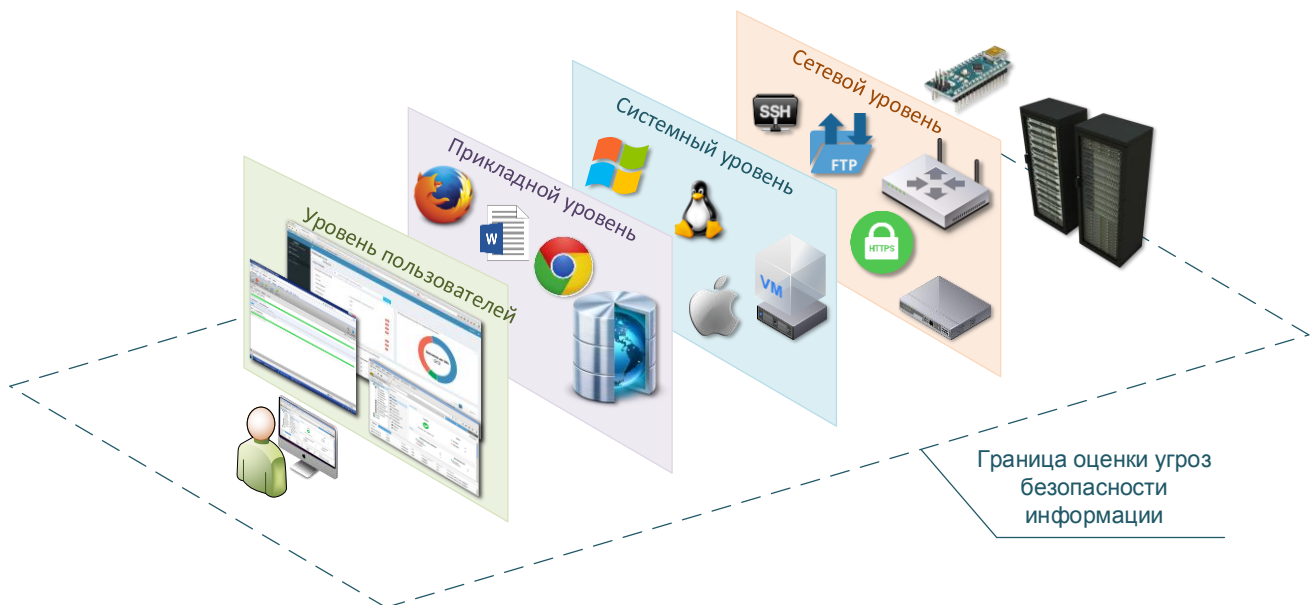 Сетевой уровень
SSH
FTP
HTTPS
Системный уровень
VM
Прикладной уровень
W
Уровень пользователей
Граница оценки угроз
безопасности
информации